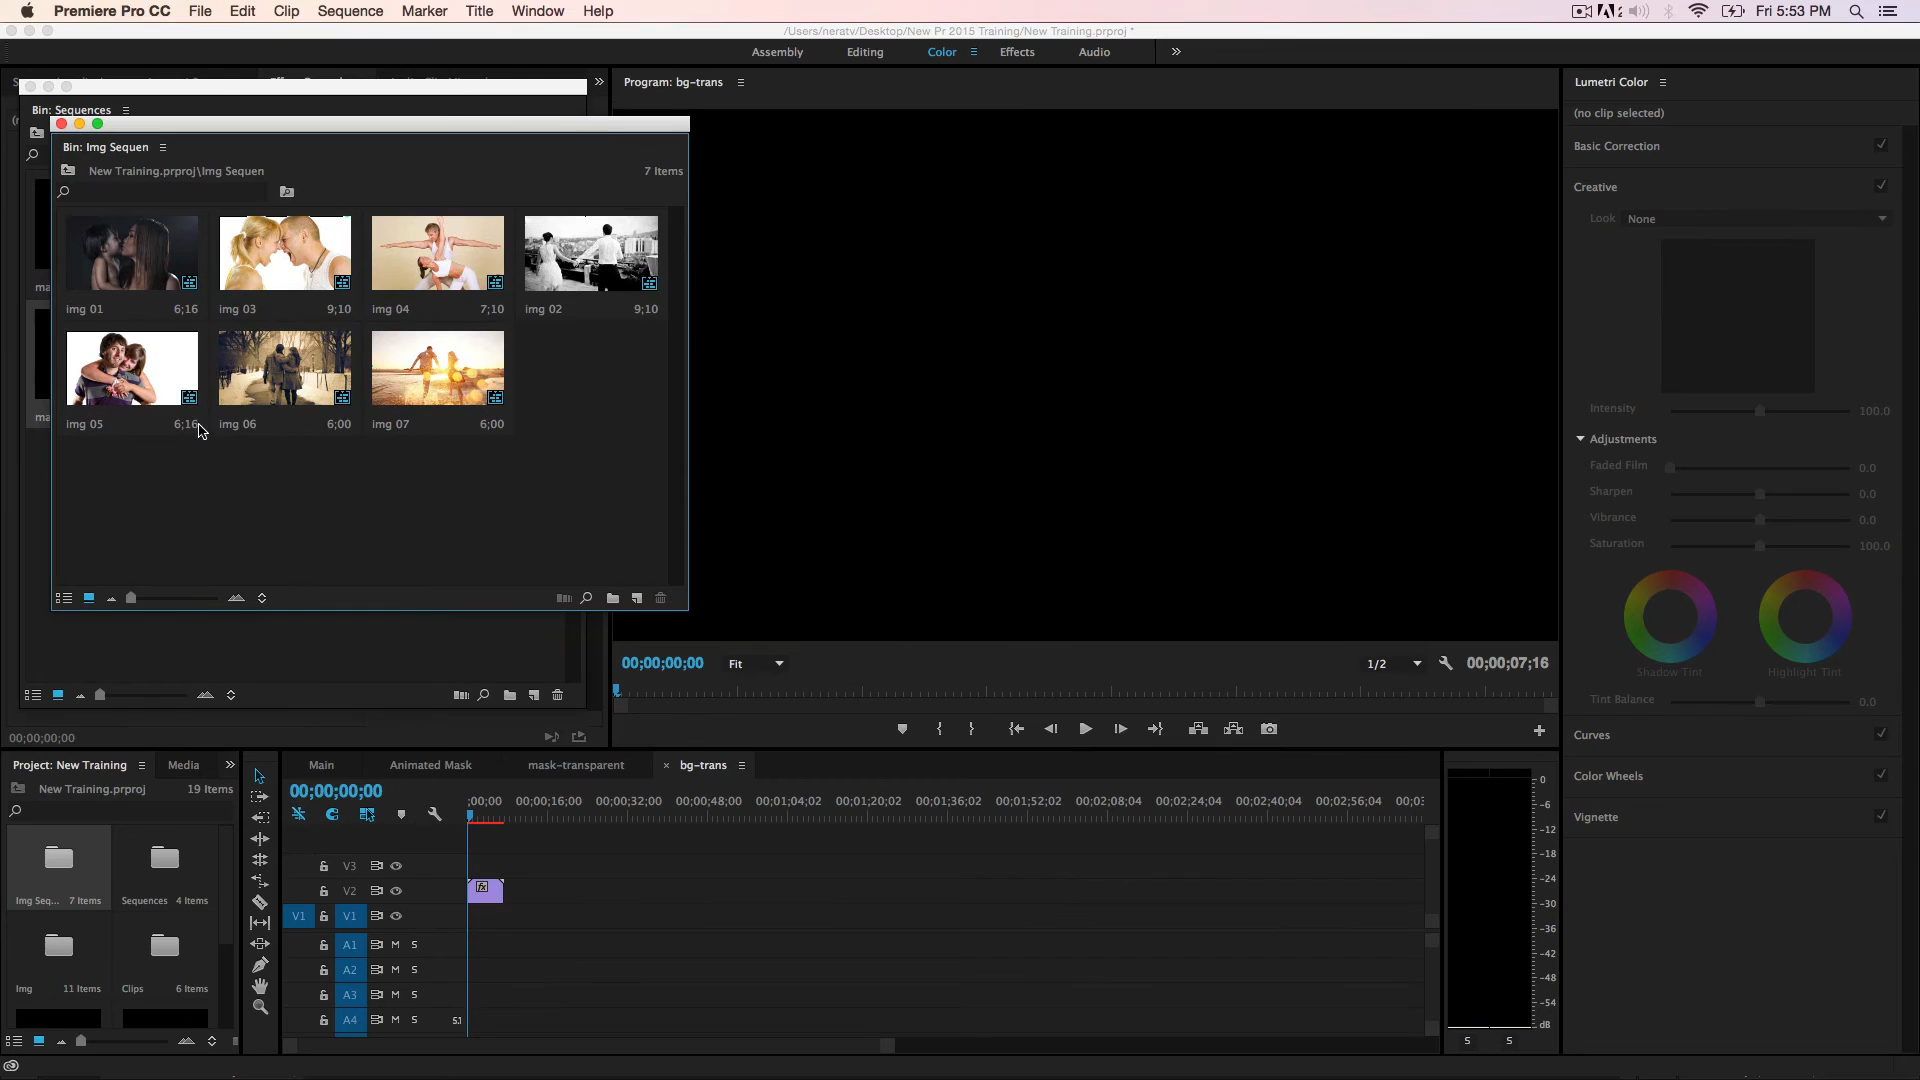 Premiere Pro CC File Edit Clip Sequence Marker Title Window Help
2 Fri 5:53 PM
/Users/neratv/Desktop/New Pr 2015 Training/New Training.prproj *
Assembly Editing Color Effects Audio
Bin: Sequences
Program: bg-trans
Bin: Img Sequen
New Training.prproj\Img Sequen
7 Items
img 01 6;16
img 03 9;10
img 04 7;10
img 02 9;10
img 05 6;16
img 06 6;00
img 07 6;00
Lumetri Color
(no clip selected)
Basic Correction
Creative
Look None
Intensity 100.0
Adjustments
Faded Film 0.0
Sharpen 0.0
Vibrance 0.0
Saturation 100.0
Shadow Tint Highlight Tint
Tint Balance 0.0
Curves
Color Wheels
Vignette
00;00;00;00 Fit 1/2 00;00;07;16
00;00;00;00
Project: New Training Media
New Training.prproj 19 Items
Img Seq... 7 Items
Sequences 4 Items
Img 11 Items
Clips 6 Items
Main Animated Mask mask-transparent × bg-trans
00;00;00;00
;00;00 00;00;16;00 00;00;32;00 00;00;48;00 00;01;04;02 00;01;20;02 00;01;36;02 00;01;52;02 00;02;08;04 00;02;24;04 00;02;40;04 00;02;56;04 00;03
V3
fx
V2
V1 V1
A1 M S
A2 M S
A3 M S
A4 M S 5.1
0
-6
-12
-18
-24
-30
-36
-42
-48
-54
dB
S S